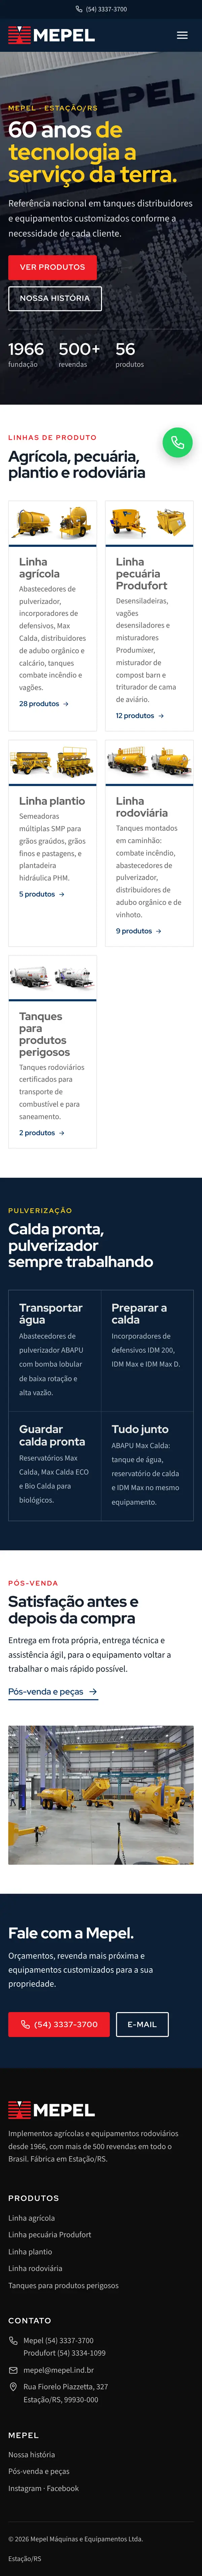 (54) 3337-3700
MEPEL
MEPEL · ESTAÇÃO/RS
60 anos de
tecnologia a
serviço da terra.
Referência nacional em tanques distribuidores
e equipamentos customizados conforme a
necessidade de cada cliente.
VER PRODUTOS
NOSSA HISTÓRIA
1966 500+ 56
fundação revendas produtos
LINHAS DE PRODUTO
Agrícola, pecuária,
plantio e rodoviária
Linha
agrícola
Abastecedores de
pulverizador,
incorporadores de
defensivos, Max
Calda, distribuidores
de adubo orgânico e
calcário, tanques
combate incêndio e
vagões.
28 produtos →
Linha
pecuária
Produfort
Desensiladeiras,
vagões
desensiladores e
misturadores
Produmixer,
misturador de
compost barn e
triturador de cama
de aviário.
12 produtos →
Linha plantio
Semeadoras
múltiplas SMP para
grãos graúdos, grãos
finos e pastagens, e
plantadeira
hidráulica PHM.
5 produtos →
Linha
rodoviária
Tanques montados
em caminhão:
combate incêndio,
abastecedores de
pulverizador,
distribuidores de
adubo orgânico e de
vinhoto.
9 produtos →
Tanques
para
produtos
perigosos
Tanques rodoviários
certificados para
transporte de
combustível e para
saneamento.
2 produtos →
PULVERIZAÇÃO
Calda pronta,
pulverizador
sempre trabalhando
Transportar
água
Abastecedores de
pulverizador ABAPU
com bomba lobular
de baixa rotação e
alta vazão.
Preparar a
calda
Incorporadores de
defensivos IDM 200,
IDM Max e IDM Max D.
Guardar
calda pronta
Reservatórios Max
Calda, Max Calda ECO
e Bio Calda para
biológicos.
Tudo junto
ABAPU Max Calda:
tanque de água,
reservatório de calda
e IDM Max no mesmo
equipamento.
PÓS-VENDA
Satisfação antes e
depois da compra
Entrega em frota própria, entrega técnica e
assistência ágil, para o equipamento voltar a
trabalhar o mais rápido possível.
Pós-venda e peças →
Fale com a Mepel.
Orçamentos, revenda mais próxima e
equipamentos customizados para a sua
propriedade.
(54) 3337-3700
E-MAIL
MEPEL
Implementos agrícolas e equipamentos rodoviários
desde 1966, com mais de 500 revendas em todo o
Brasil. Fábrica em Estação/RS.
PRODUTOS
Linha agrícola
Linha pecuária Produfort
Linha plantio
Linha rodoviária
Tanques para produtos perigosos
CONTATO
Mepel (54) 3337-3700
Produfort (54) 3334-1099
mepel@mepel.ind.br
Rua Fiorelo Piazzetta, 327
Estação/RS, 99930-000
MEPEL
Nossa história
Pós-venda e peças
Instagram · Facebook
© 2026 Mepel Máquinas e Equipamentos Ltda.
Estação/RS